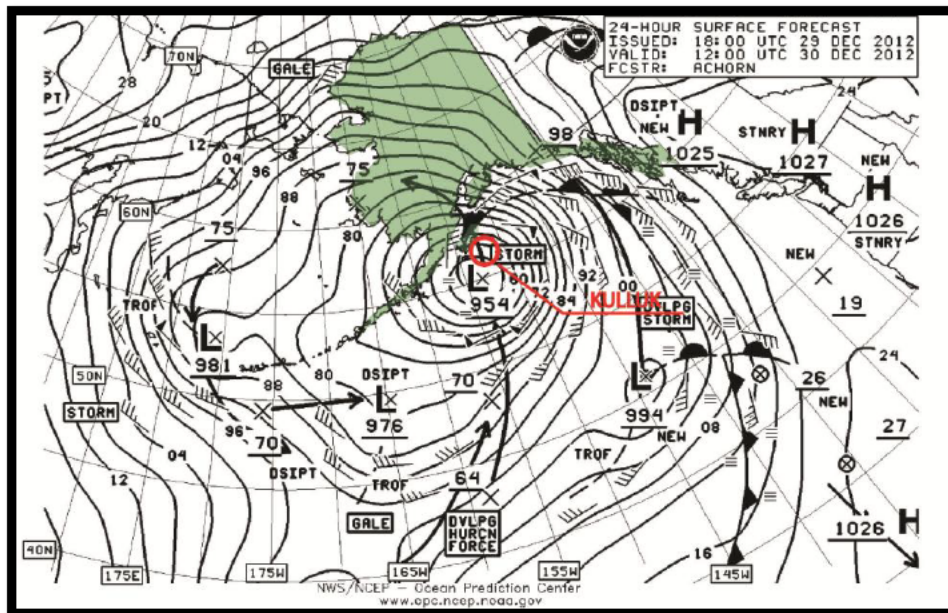 24-HOUR SURFACE FORECAST
ISSUED: 18:00 UTC 29 DEC 2012
VALID: 12:00 UTC 30 DEC 2012
FCSTR: ACHORN
70N
GALE
28
20
12
04
96
88
75
98
DSIPT
NEW H
1025
STNRY H
1027
24
NEW
H
1026
STNRY
60N
75
80
TROF
L
981
STORM
L
954
92
84
00
KULLUK
DVLPG
STORM
NEW
19
50N
88
80
DSIPT
L
976
70
L
994
NEW
08
26
NEW
24
27
STORM
96
70
DSIPT
04
12
TROF
TROF
64
GALE
DVLPG
HURCN
FORCE
16
H
1026
40N
175E
175W
165W
155W
145W
NWS/NCEP – Ocean Prediction Center
www.opc.ncep.noaa.gov